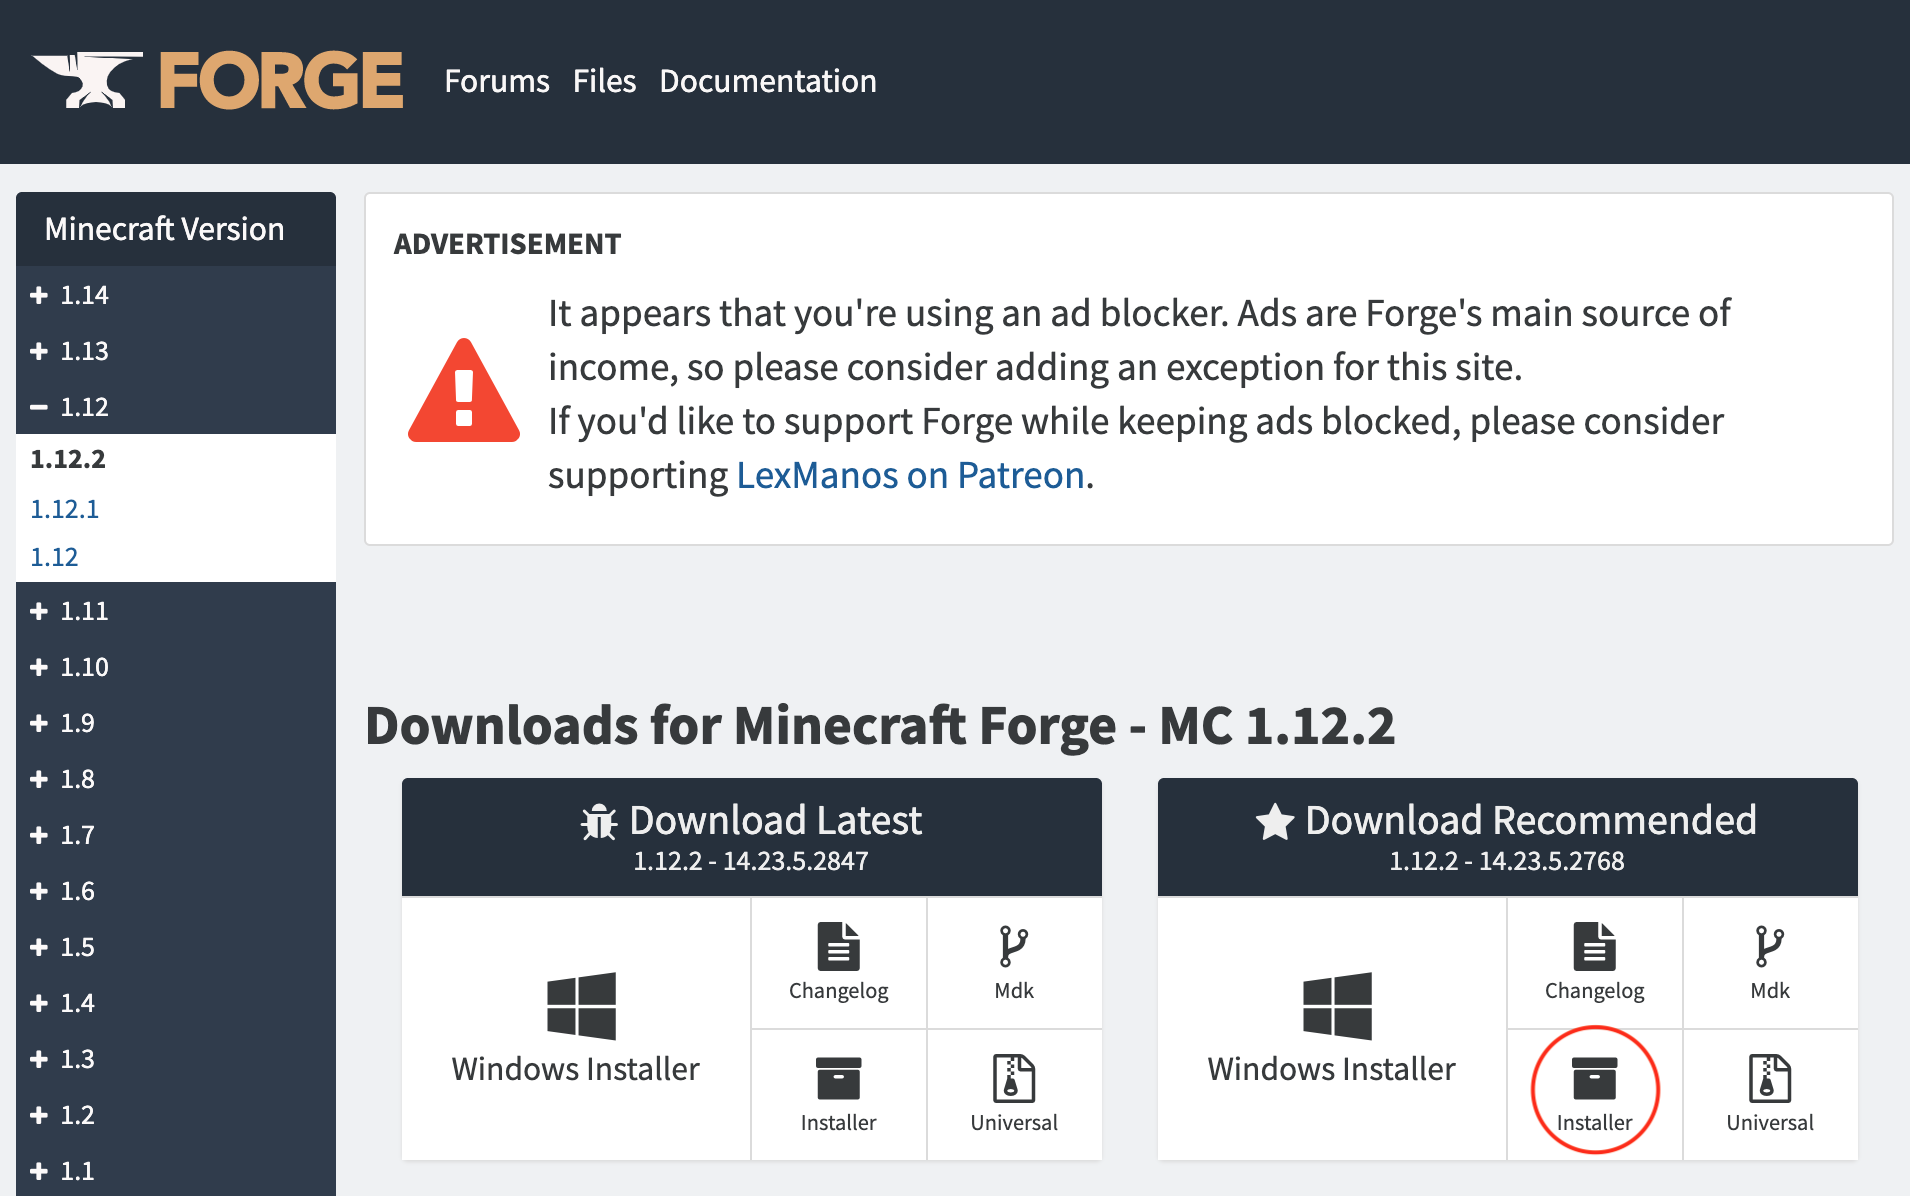 FORGE
Forums Files Documentation
Minecraft Version
1.14
1.13
1.12
1.12.2
1.12.1
1.12
1.11
1.10
1.9
1.8
1.7
1.6
1.5
1.4
1.3
1.2
1.1
ADVERTISEMENT
It appears that you're using an ad blocker. Ads are Forge's main source of
income, so please consider adding an exception for this site.
If you'd like to support Forge while keeping ads blocked, please consider
supporting LexManos on Patreon.
Downloads for Minecraft Forge - MC 1.12.2
Download Latest
1.12.2 - 14.23.5.2847
Windows Installer
Changelog
Mdk
Installer
Universal
Download Recommended
1.12.2 - 14.23.5.2768
Windows Installer
Changelog
Mdk
Installer
Universal